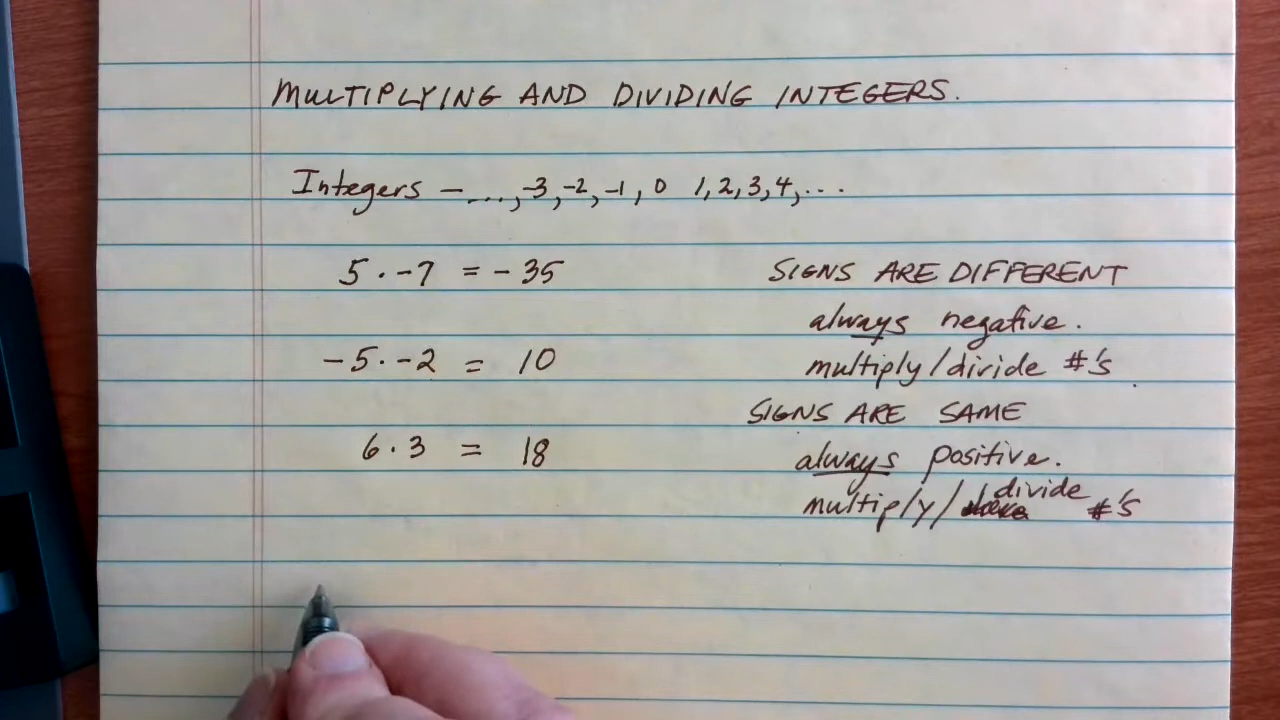 MULTIPLYING AND DIVIDING INTEGERS.
Integers – ..., -3, -2, -1, 0 1, 2, 3, 4, ...
5 · -7 = - 35
SIGNS ARE DIFFERENT
always negative.
-5 · -2 = 10
multiply/divide #'s
SIGNS ARE SAME
6 · 3 = 18
always positive.
multiply/ divide #'s